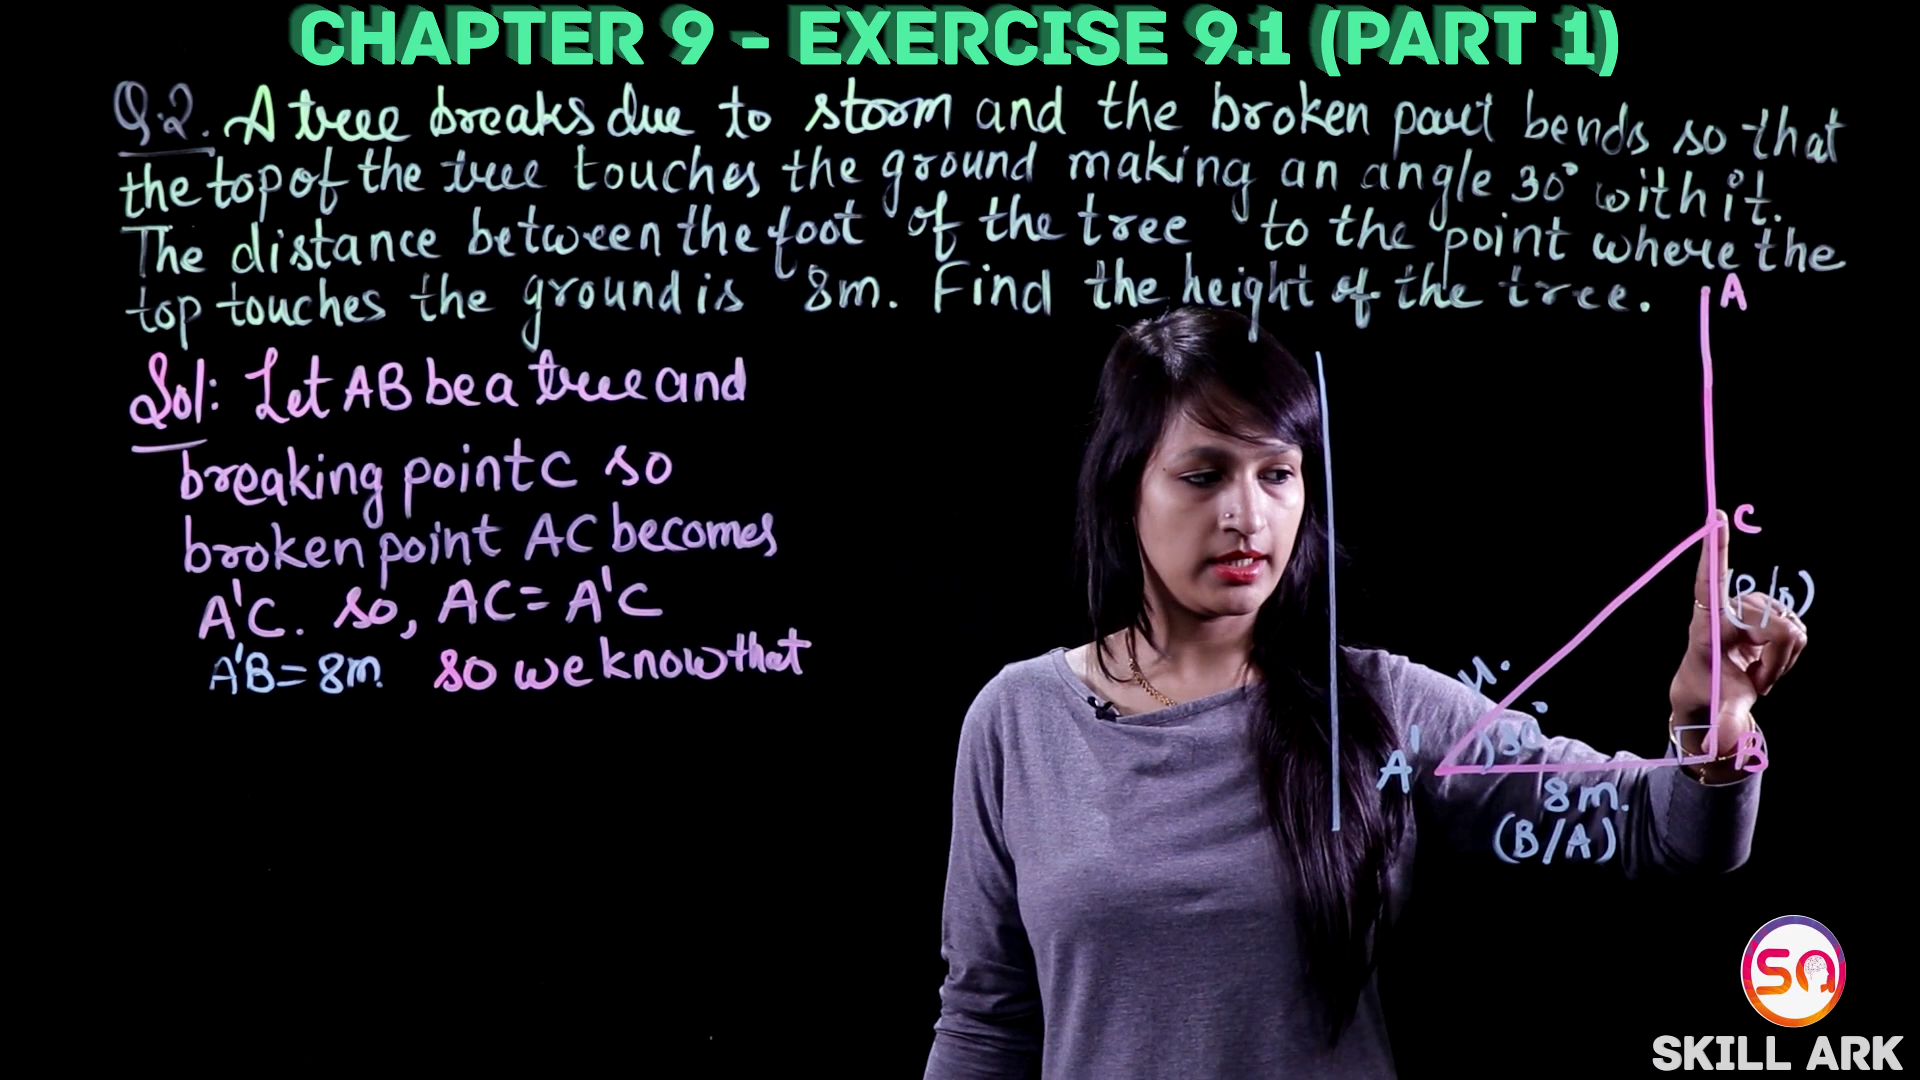 CHAPTER 9 - EXERCISE 9.1 (PART 1)
Q.2. A tree breaks due to storm and the broken part bends so that
the top of the tree touches the ground making an angle 30° with it.
The distance between the foot of the tree to the point where the
top touches the ground is 8m. Find the height of the tree.
Sol: Let AB be a tree and
breaking point C so
broken point AC becomes
A'C. so, AC = A'C
A'B = 8m so we know that
A
C
(P/O)
H.
30°
A'
B
8m.
(B/A)
SA
SKILL ARK